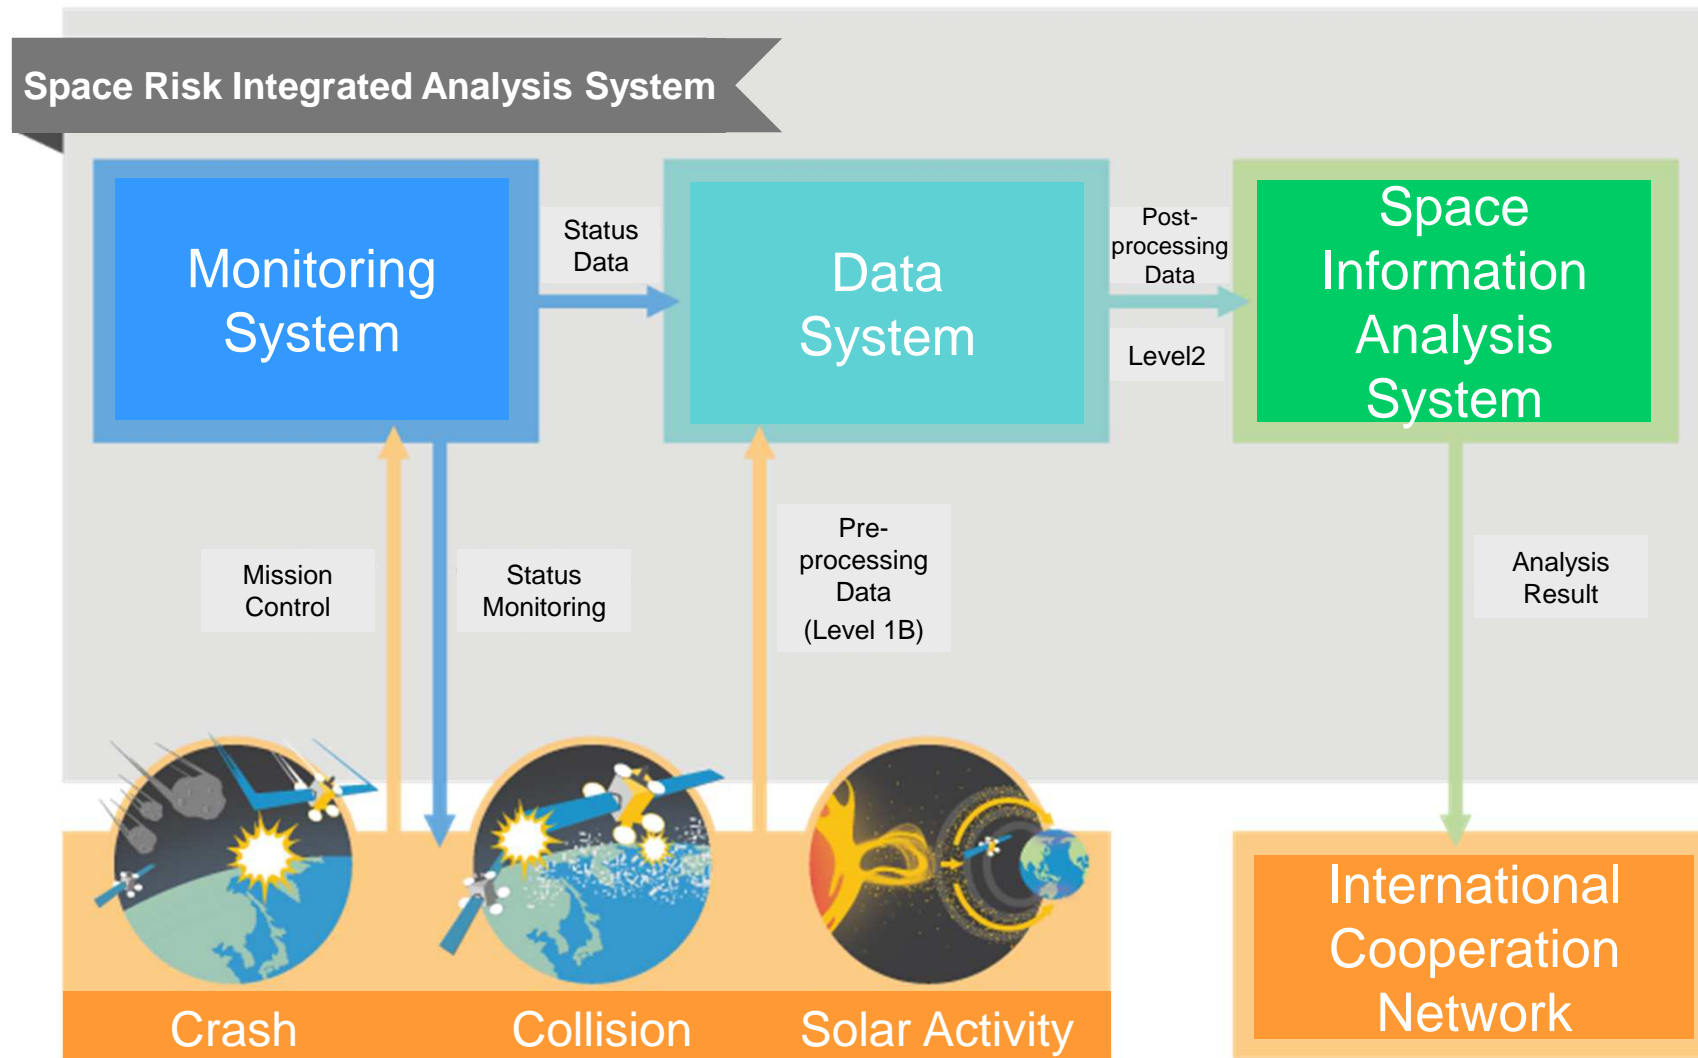 Space Risk Integrated Analysis System
Monitoring
System
Status
Data
Data
System
Post-
processing
Data
Level2
Space
Information
Analysis
System
Mission
Control
Status
Monitoring
Pre-
processing
Data
(Level 1B)
Analysis
Result
Crash
Collision
Solar Activity
International
Cooperation
Network